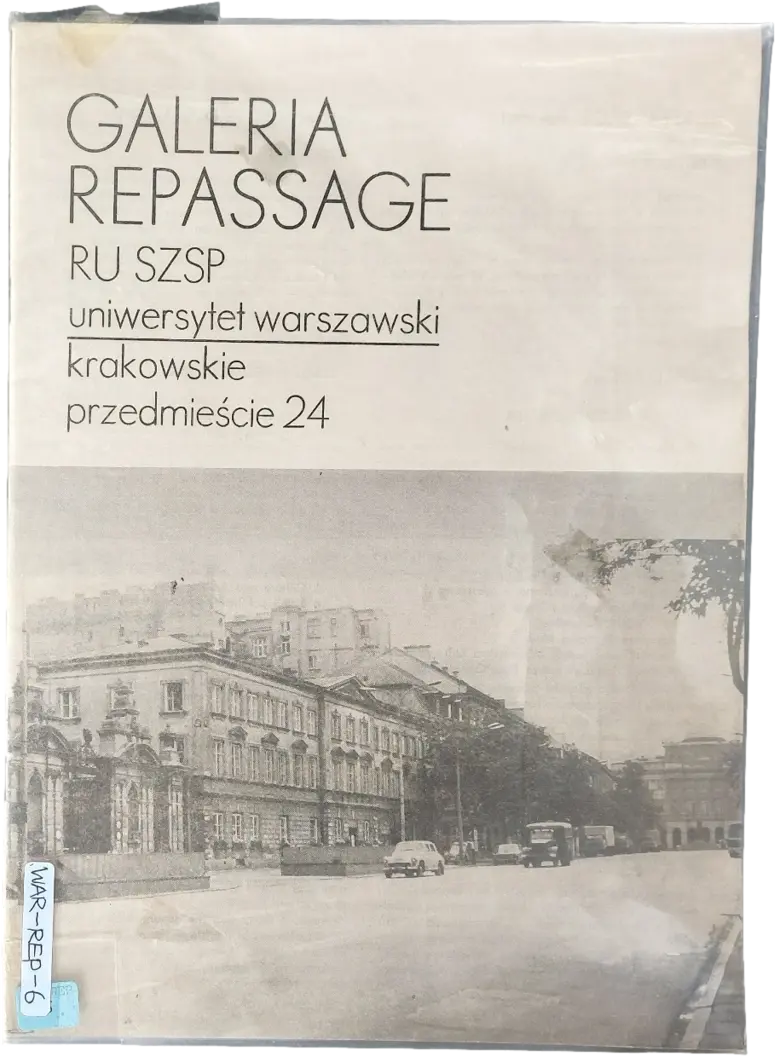 GALERIA
REPASSAGE
RU SZSP
uniwersytet warszawski
krakowskie
przedmieście 24
WAR-REP-6